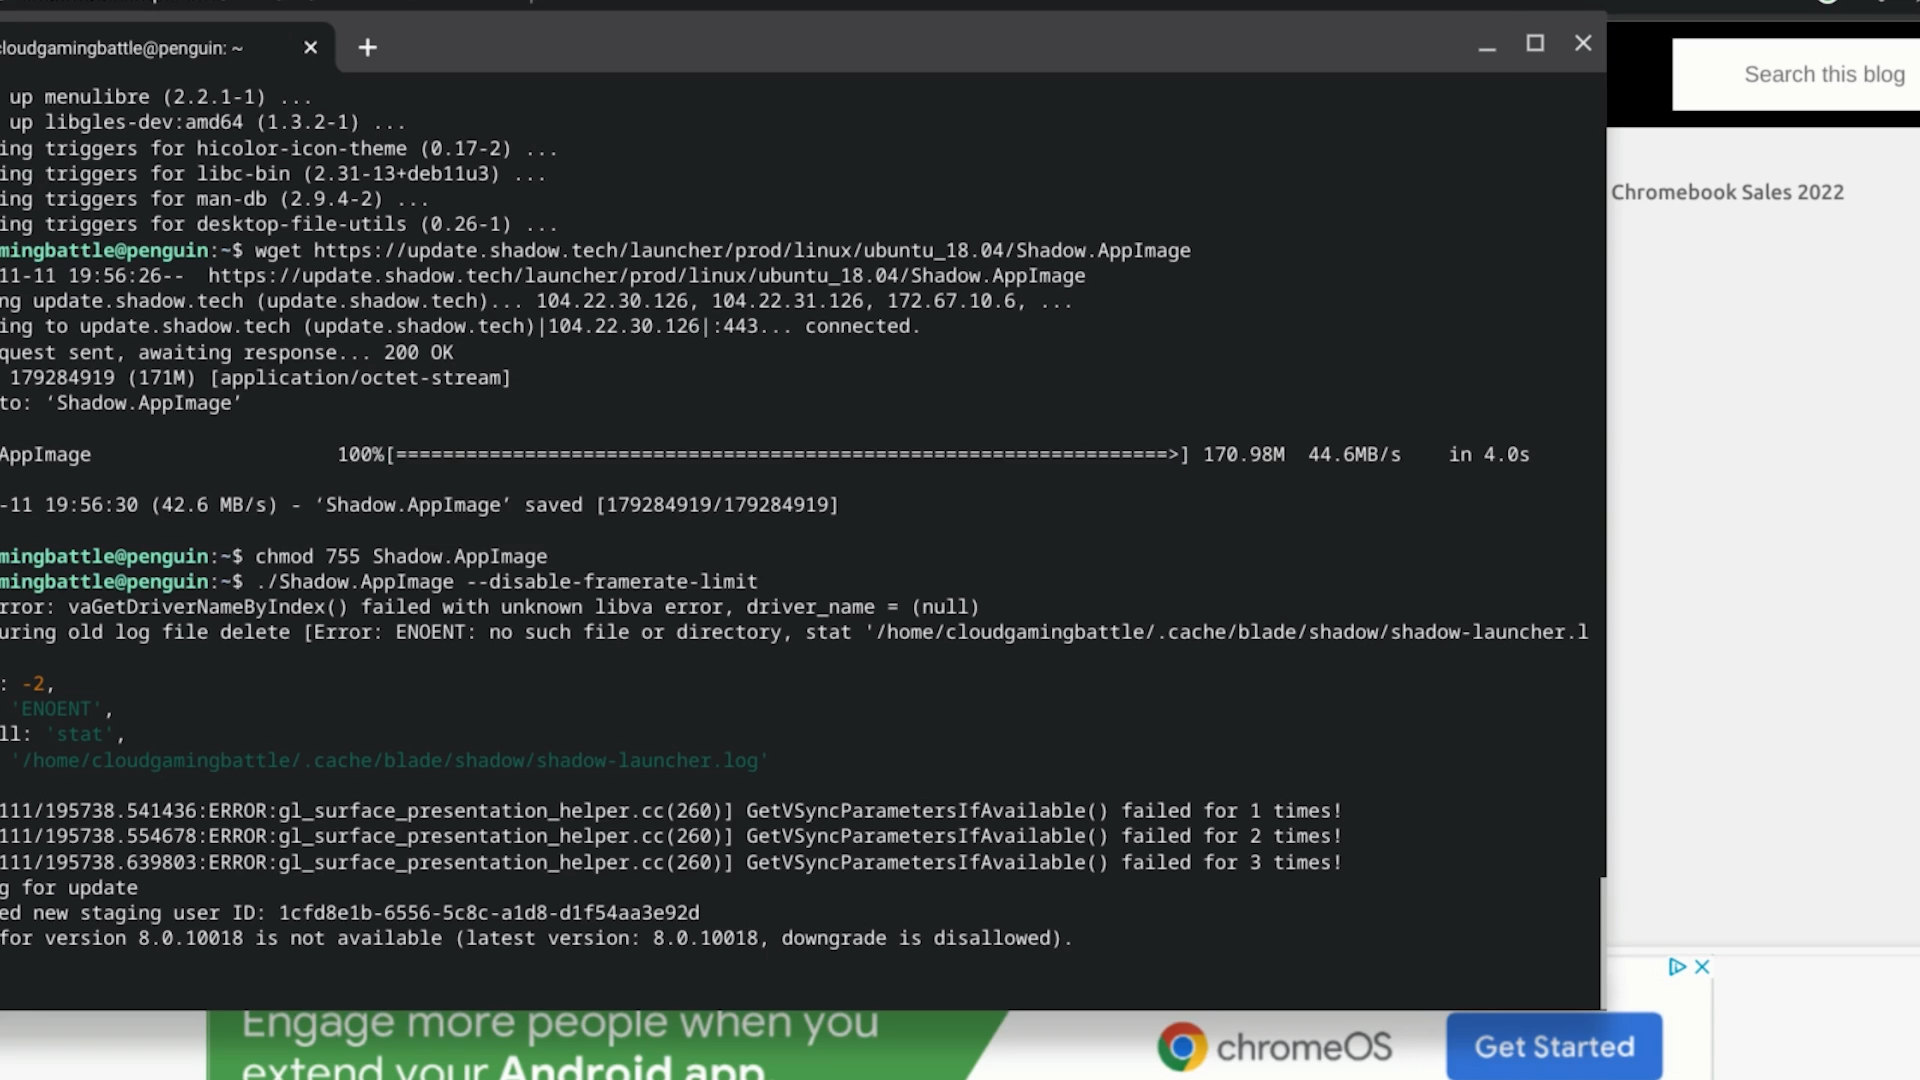 cloudgamingbattle@penguin: ~
Search this blog
Chromebook Sales 2022
up menulibre (2.2.1-1) ...
up libgles-dev:amd64 (1.3.2-1) ...
ing triggers for hicolor-icon-theme (0.17-2) ...
ing triggers for libc-bin (2.31-13+deb11u3) ...
ing triggers for man-db (2.9.4-2) ...
ing triggers for desktop-file-utils (0.26-1) ...
mingbattle@penguin:~$ wget https://update.shadow.tech/launcher/prod/linux/ubuntu_18.04/Shadow.AppImage
11-11 19:56:26--  https://update.shadow.tech/launcher/prod/linux/ubuntu_18.04/Shadow.AppImage
ng update.shadow.tech (update.shadow.tech)... 104.22.30.126, 104.22.31.126, 172.67.10.6, ...
ing to update.shadow.tech (update.shadow.tech)|104.22.30.126|:443... connected.
quest sent, awaiting response... 200 OK
179284919 (171M) [application/octet-stream]
to: ‘Shadow.AppImage’
AppImage 100%[==================================================================>] 170.98M 44.6MB/s in 4.0s
-11 19:56:30 (42.6 MB/s) - ‘Shadow.AppImage’ saved [179284919/179284919]
mingbattle@penguin:~$ chmod 755 Shadow.AppImage
mingbattle@penguin:~$ ./Shadow.AppImage --disable-framerate-limit
rror: vaGetDriverNameByIndex() failed with unknown libva error, driver_name = (null)
uring old log file delete [Error: ENOENT: no such file or directory, stat '/home/cloudgamingbattle/.cache/blade/shadow/shadow-launcher.l
: -2,
'ENOENT',
ll: 'stat',
'/home/cloudgamingbattle/.cache/blade/shadow/shadow-launcher.log'
111/195738.541436:ERROR:gl_surface_presentation_helper.cc(260)] GetVSyncParametersIfAvailable() failed for 1 times!
111/195738.554678:ERROR:gl_surface_presentation_helper.cc(260)] GetVSyncParametersIfAvailable() failed for 2 times!
111/195738.639803:ERROR:gl_surface_presentation_helper.cc(260)] GetVSyncParametersIfAvailable() failed for 3 times!
g for update
ed new staging user ID: 1cfd8e1b-6556-5c8c-a1d8-d1f54aa3e92d
for version 8.0.10018 is not available (latest version: 8.0.10018, downgrade is disallowed).
Engage more people when you
extend your Android app.
chromeOS
Get Started